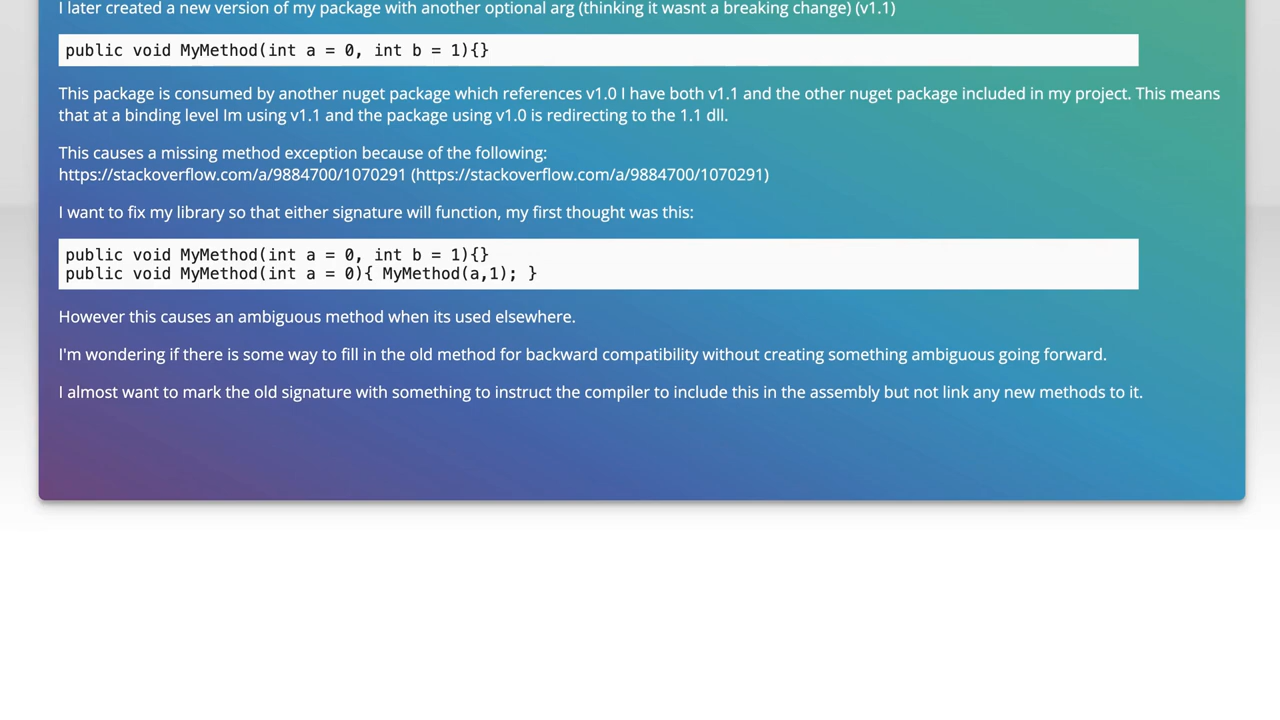 I later created a new version of my package with another optional arg (thinking it wasnt a breaking change) (v1.1)
public void MyMethod(int a = 0, int b = 1){}
This package is consumed by another nuget package which references v1.0 I have both v1.1 and the other nuget package included in my project. This means
that at a binding level Im using v1.1 and the package using v1.0 is redirecting to the 1.1 dll.
This causes a missing method exception because of the following:
https://stackoverflow.com/a/9884700/1070291 (https://stackoverflow.com/a/9884700/1070291)
I want to fix my library so that either signature will function, my first thought was this:
public void MyMethod(int a = 0, int b = 1){}
public void MyMethod(int a = 0){ MyMethod(a,1); }
However this causes an ambiguous method when its used elsewhere.
I'm wondering if there is some way to fill in the old method for backward compatibility without creating something ambiguous going forward.
I almost want to mark the old signature with something to instruct the compiler to include this in the assembly but not link any new methods to it.